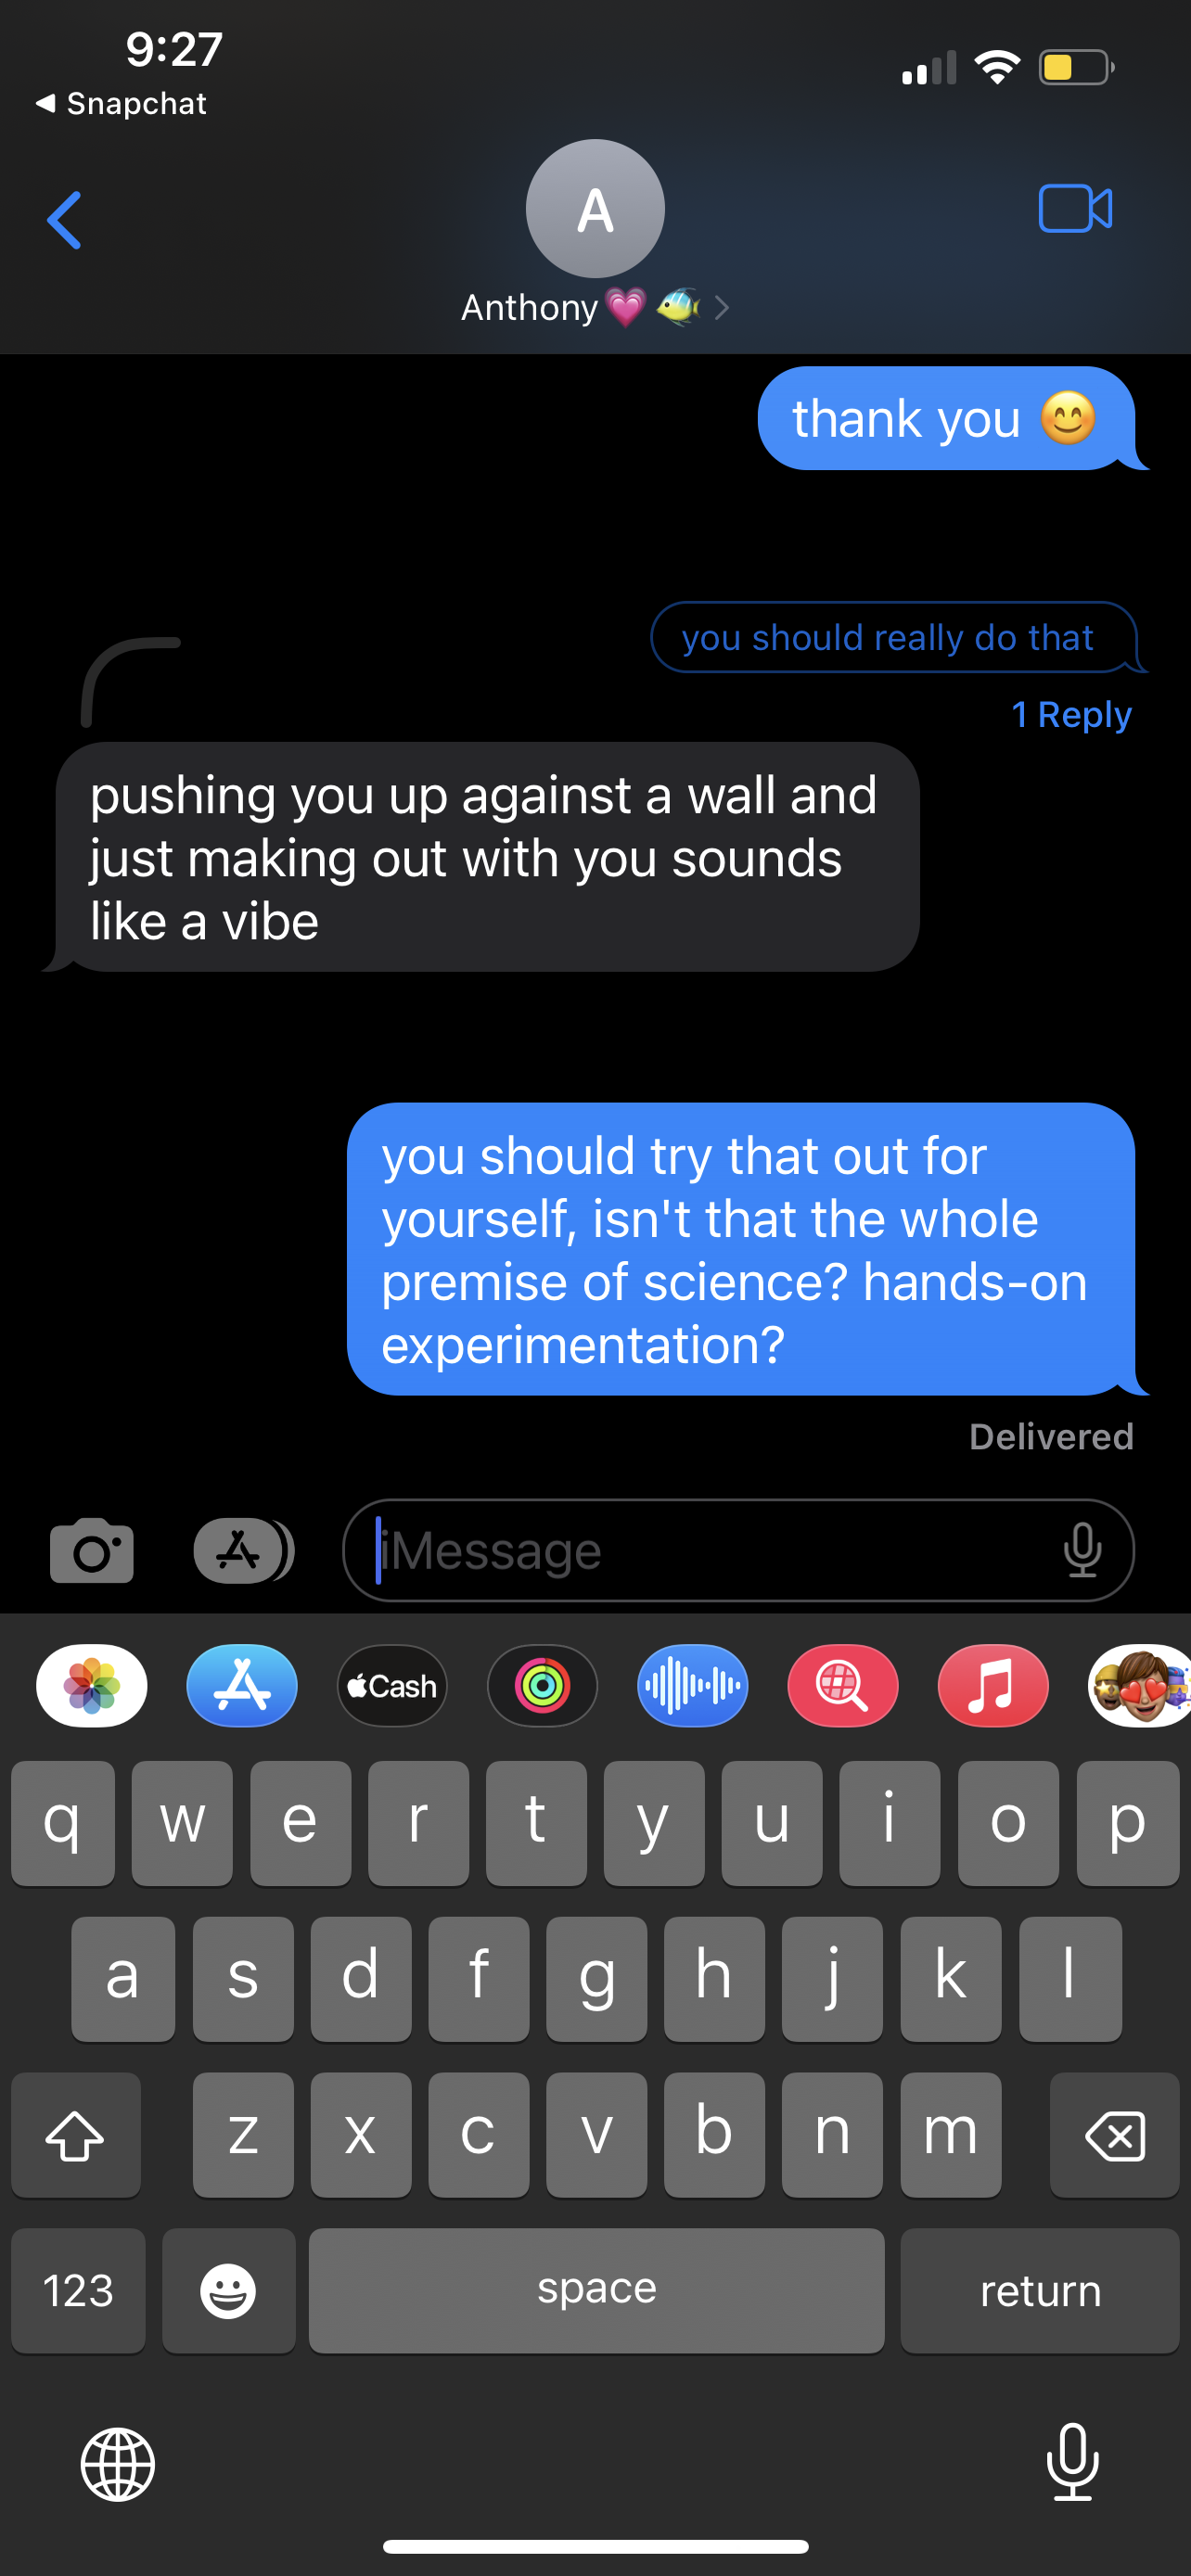 9:27
Snapchat
A
Anthony💗🐠
thank you 😊
you should really do that
1 Reply
pushing you up against a wall and
just making out with you sounds
like a vibe
you should try that out for
yourself, isn't that the whole
premise of science? hands-on
experimentation?
Delivered
iMessage
Cash
q w e r t y u i o p
a s d f g h j k l
z x c v b n m
123 space return